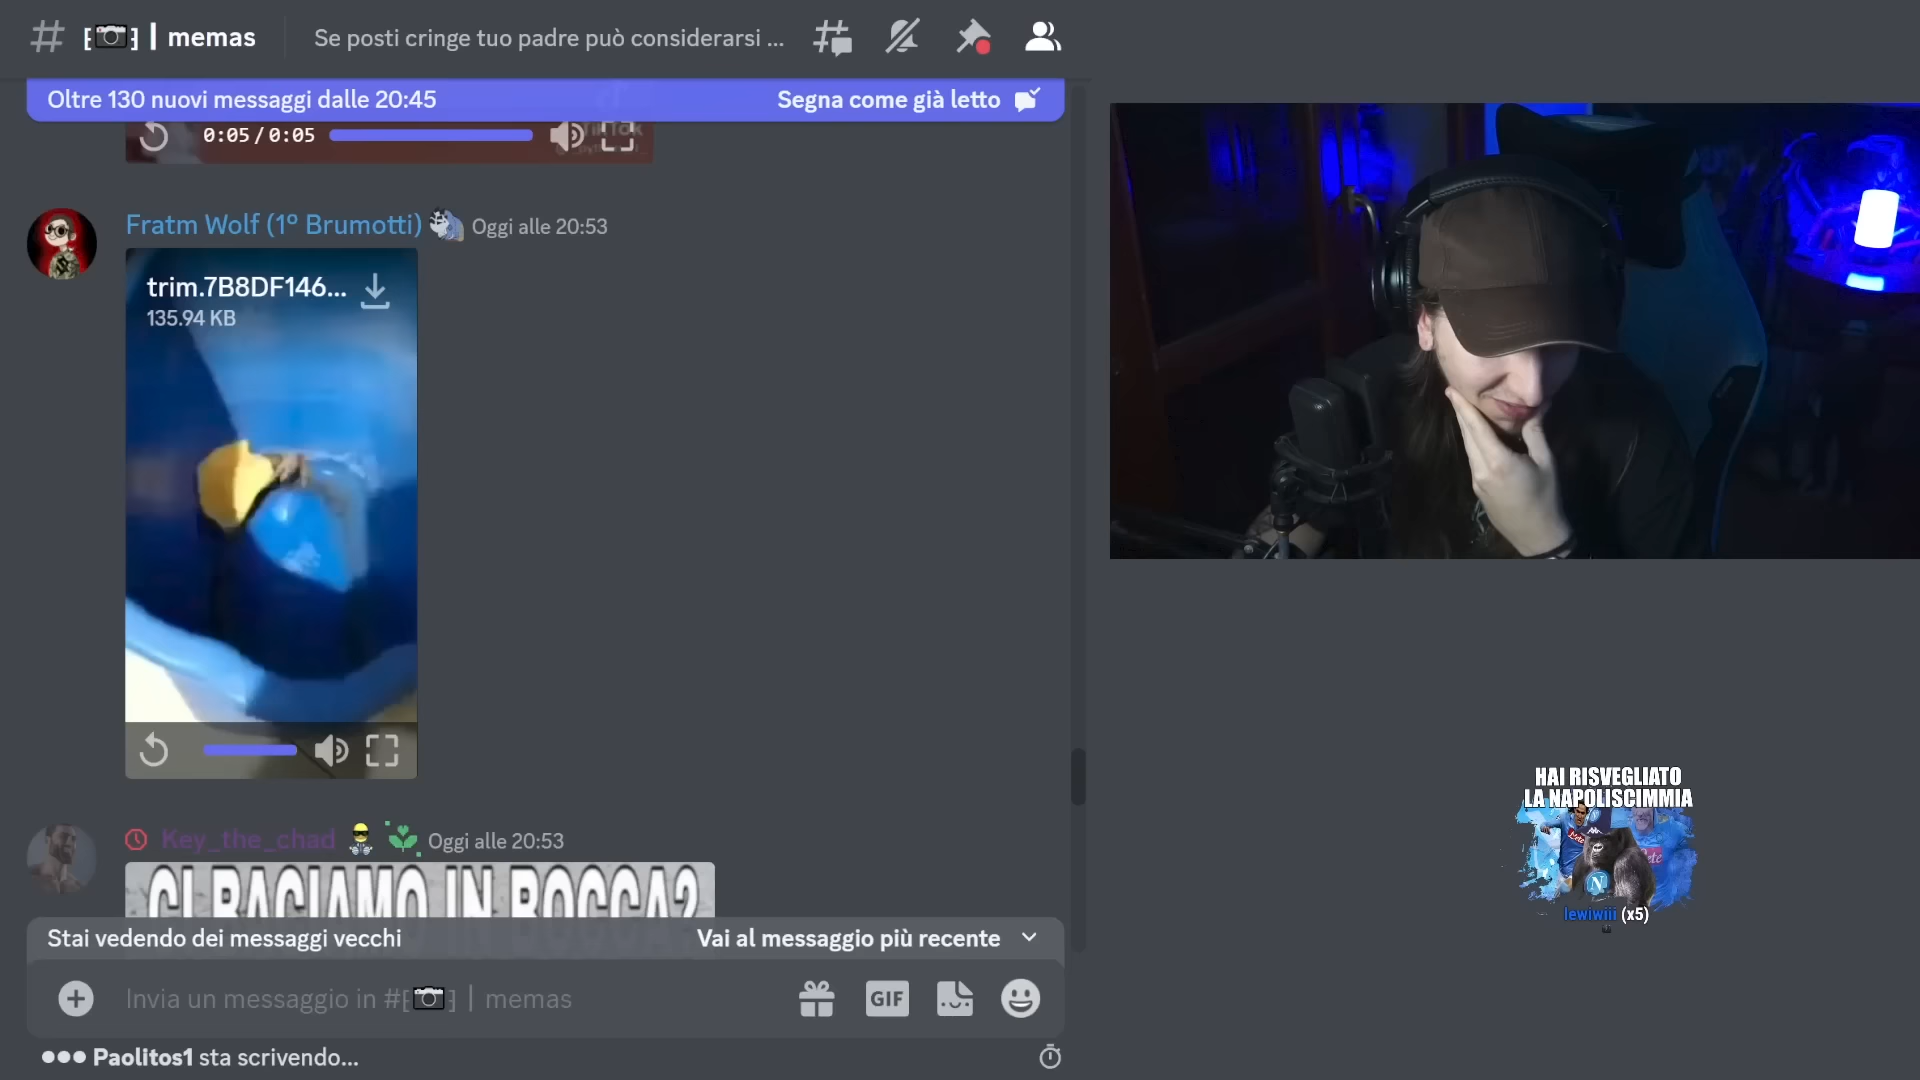 [📷] | memas
Se posti cringe tuo padre può considerarsi ...
Oltre 130 nuovi messaggi dalle 20:45
Segna come già letto
0:05/0:05
TikTok
Fratm Wolf (1° Brumotti)
Oggi alle 20:53
trim.7B8DF146...
135.94 KB
Key_the_chad
Oggi alle 20:53
CI BACIAMO IN BOCCA?
Stai vedendo dei messaggi vecchi
Vai al messaggio più recente
Invia un messaggio in #[📷] | memas
GIF
Paolitos1 sta scrivendo...
HAI RISVEGLIATO
LA NAPOLISCIMMIA
N
lewiwiii (x5)